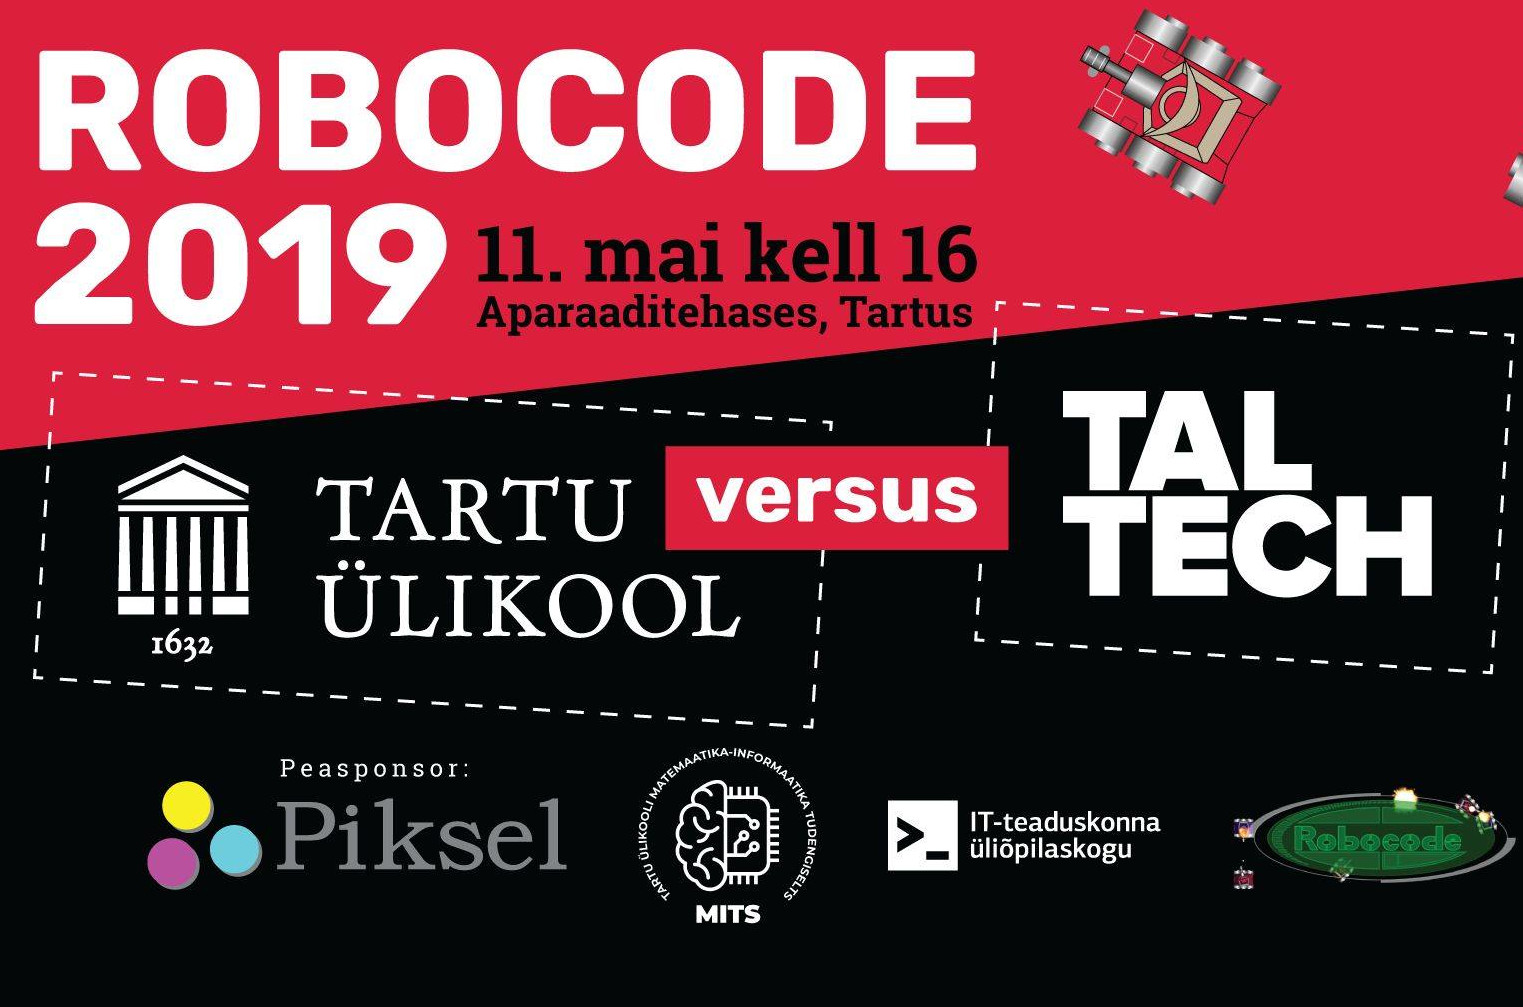 ROBOCODE
2019
11. mai kell 16
Aparaaditehases, Tartus
TARTU
ÜLIKOOL
1632
versus
TAL
TECH
Peasponsor:
Piksel
TARTU ÜLIKOOLI MATEMAATIKA-INFORMAATIKA TUDENGISELTS
MITS
>_ IT-teaduskonna
üliõpilaskogu
Robocode